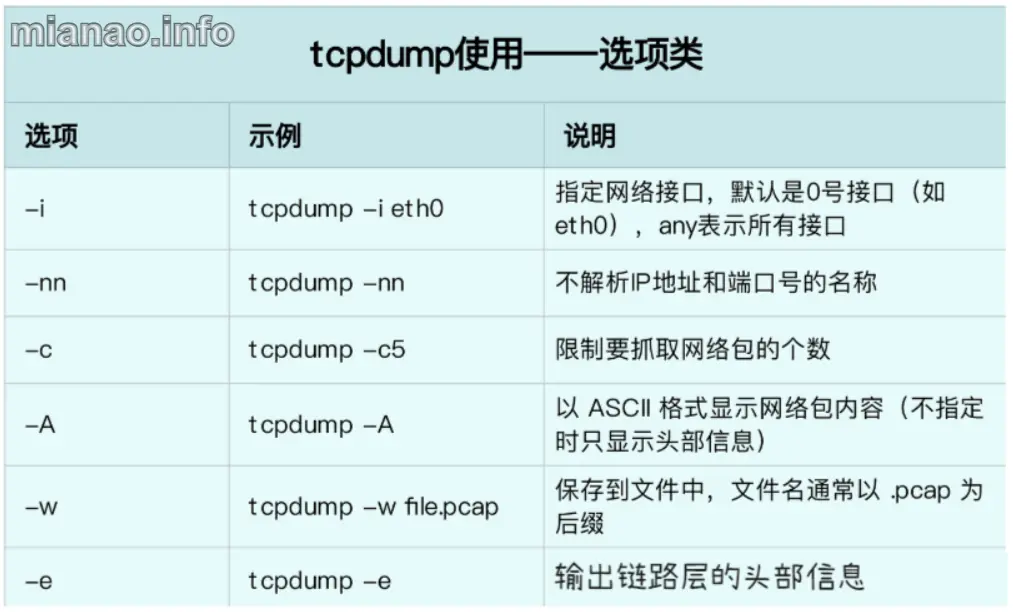 mianao.info
tcpdump使用——选项类
选项 示例 说明
-i tcpdump -i eth0 指定网络接口，默认是0号接口（如
eth0），any表示所有接口
-nn tcpdump -nn 不解析IP地址和端口号的名称
-c tcpdump -c5 限制要抓取网络包的个数
-A tcpdump -A 以 ASCII 格式显示网络包内容（不指定
时只显示头部信息）
-w tcpdump -w file.pcap 保存到文件中，文件名通常以 .pcap 为
后缀
-e tcpdump -e 输出链路层的头部信息